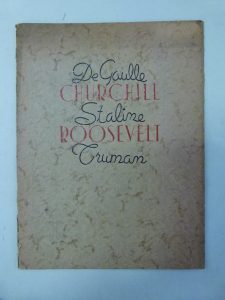 De Gaulle
CHURCHILL
Staline
ROOSEVELT
Truman